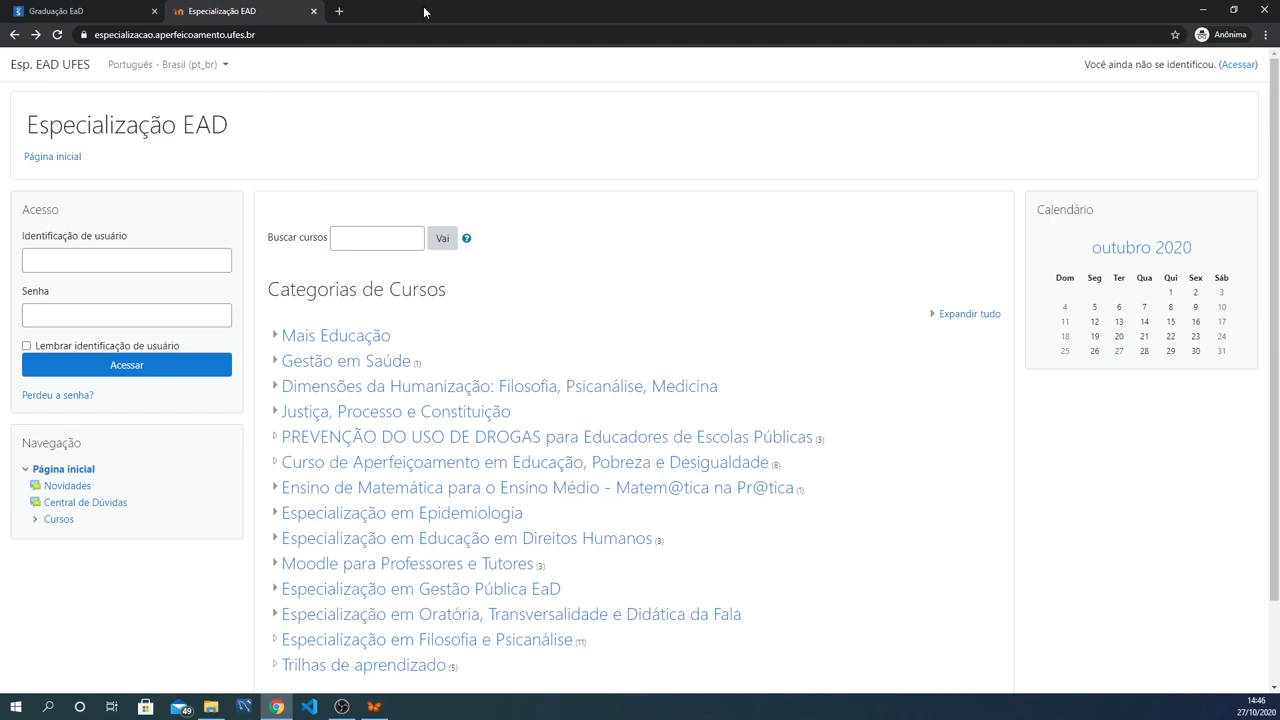 Graduação EaD
Especialização EAD
especializacao.aperfeicoamento.ufes.br
Anônima
Esp. EAD UFES
Português - Brasil (pt_br)
Você ainda não se identificou. (Acessar)
Especialização EAD
Página inicial
Acesso
Identificação de usuário
Senha
Lembrar identificação de usuário
Acessar
Perdeu a senha?
Navegação
Página inicial
Novidades
Central de Dúvidas
Cursos
Buscar cursos
Vai
Categorias de Cursos
Expandir tudo
Mais Educação
Gestão em Saúde (1)
Dimensões da Humanização: Filosofia, Psicanálise, Medicina
Justiça, Processo e Constituição
PREVENÇÃO DO USO DE DROGAS para Educadores de Escolas Públicas (3)
Curso de Aperfeiçoamento em Educação, Pobreza e Desigualdade (8)
Ensino de Matemática para o Ensino Médio - Matem@tica na Pr@tica (1)
Especialização em Epidemiologia
Especialização em Educação em Direitos Humanos (3)
Moodle para Professores e Tutores (3)
Especialização em Gestão Pública EaD
Especialização em Oratória, Transversalidade e Didática da Fala
Especialização em Filosofia e Psicanálise (11)
Trilhas de aprendizado (5)
Calendário
outubro 2020
Dom Seg Ter Qua Qui Sex Sáb
1 2 3
4 5 6 7 8 9 10
11 12 13 14 15 16 17
18 19 20 21 22 23 24
25 26 27 28 29 30 31
49
14:46
27/10/2020